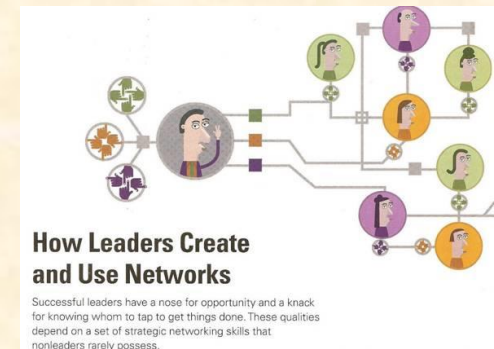 How Leaders Create
and Use Networks
Successful leaders have a nose for opportunity and a knack
for knowing whom to tap to get things done. These qualities
depend on a set of strategic networking skills that
nonleaders rarely possess.